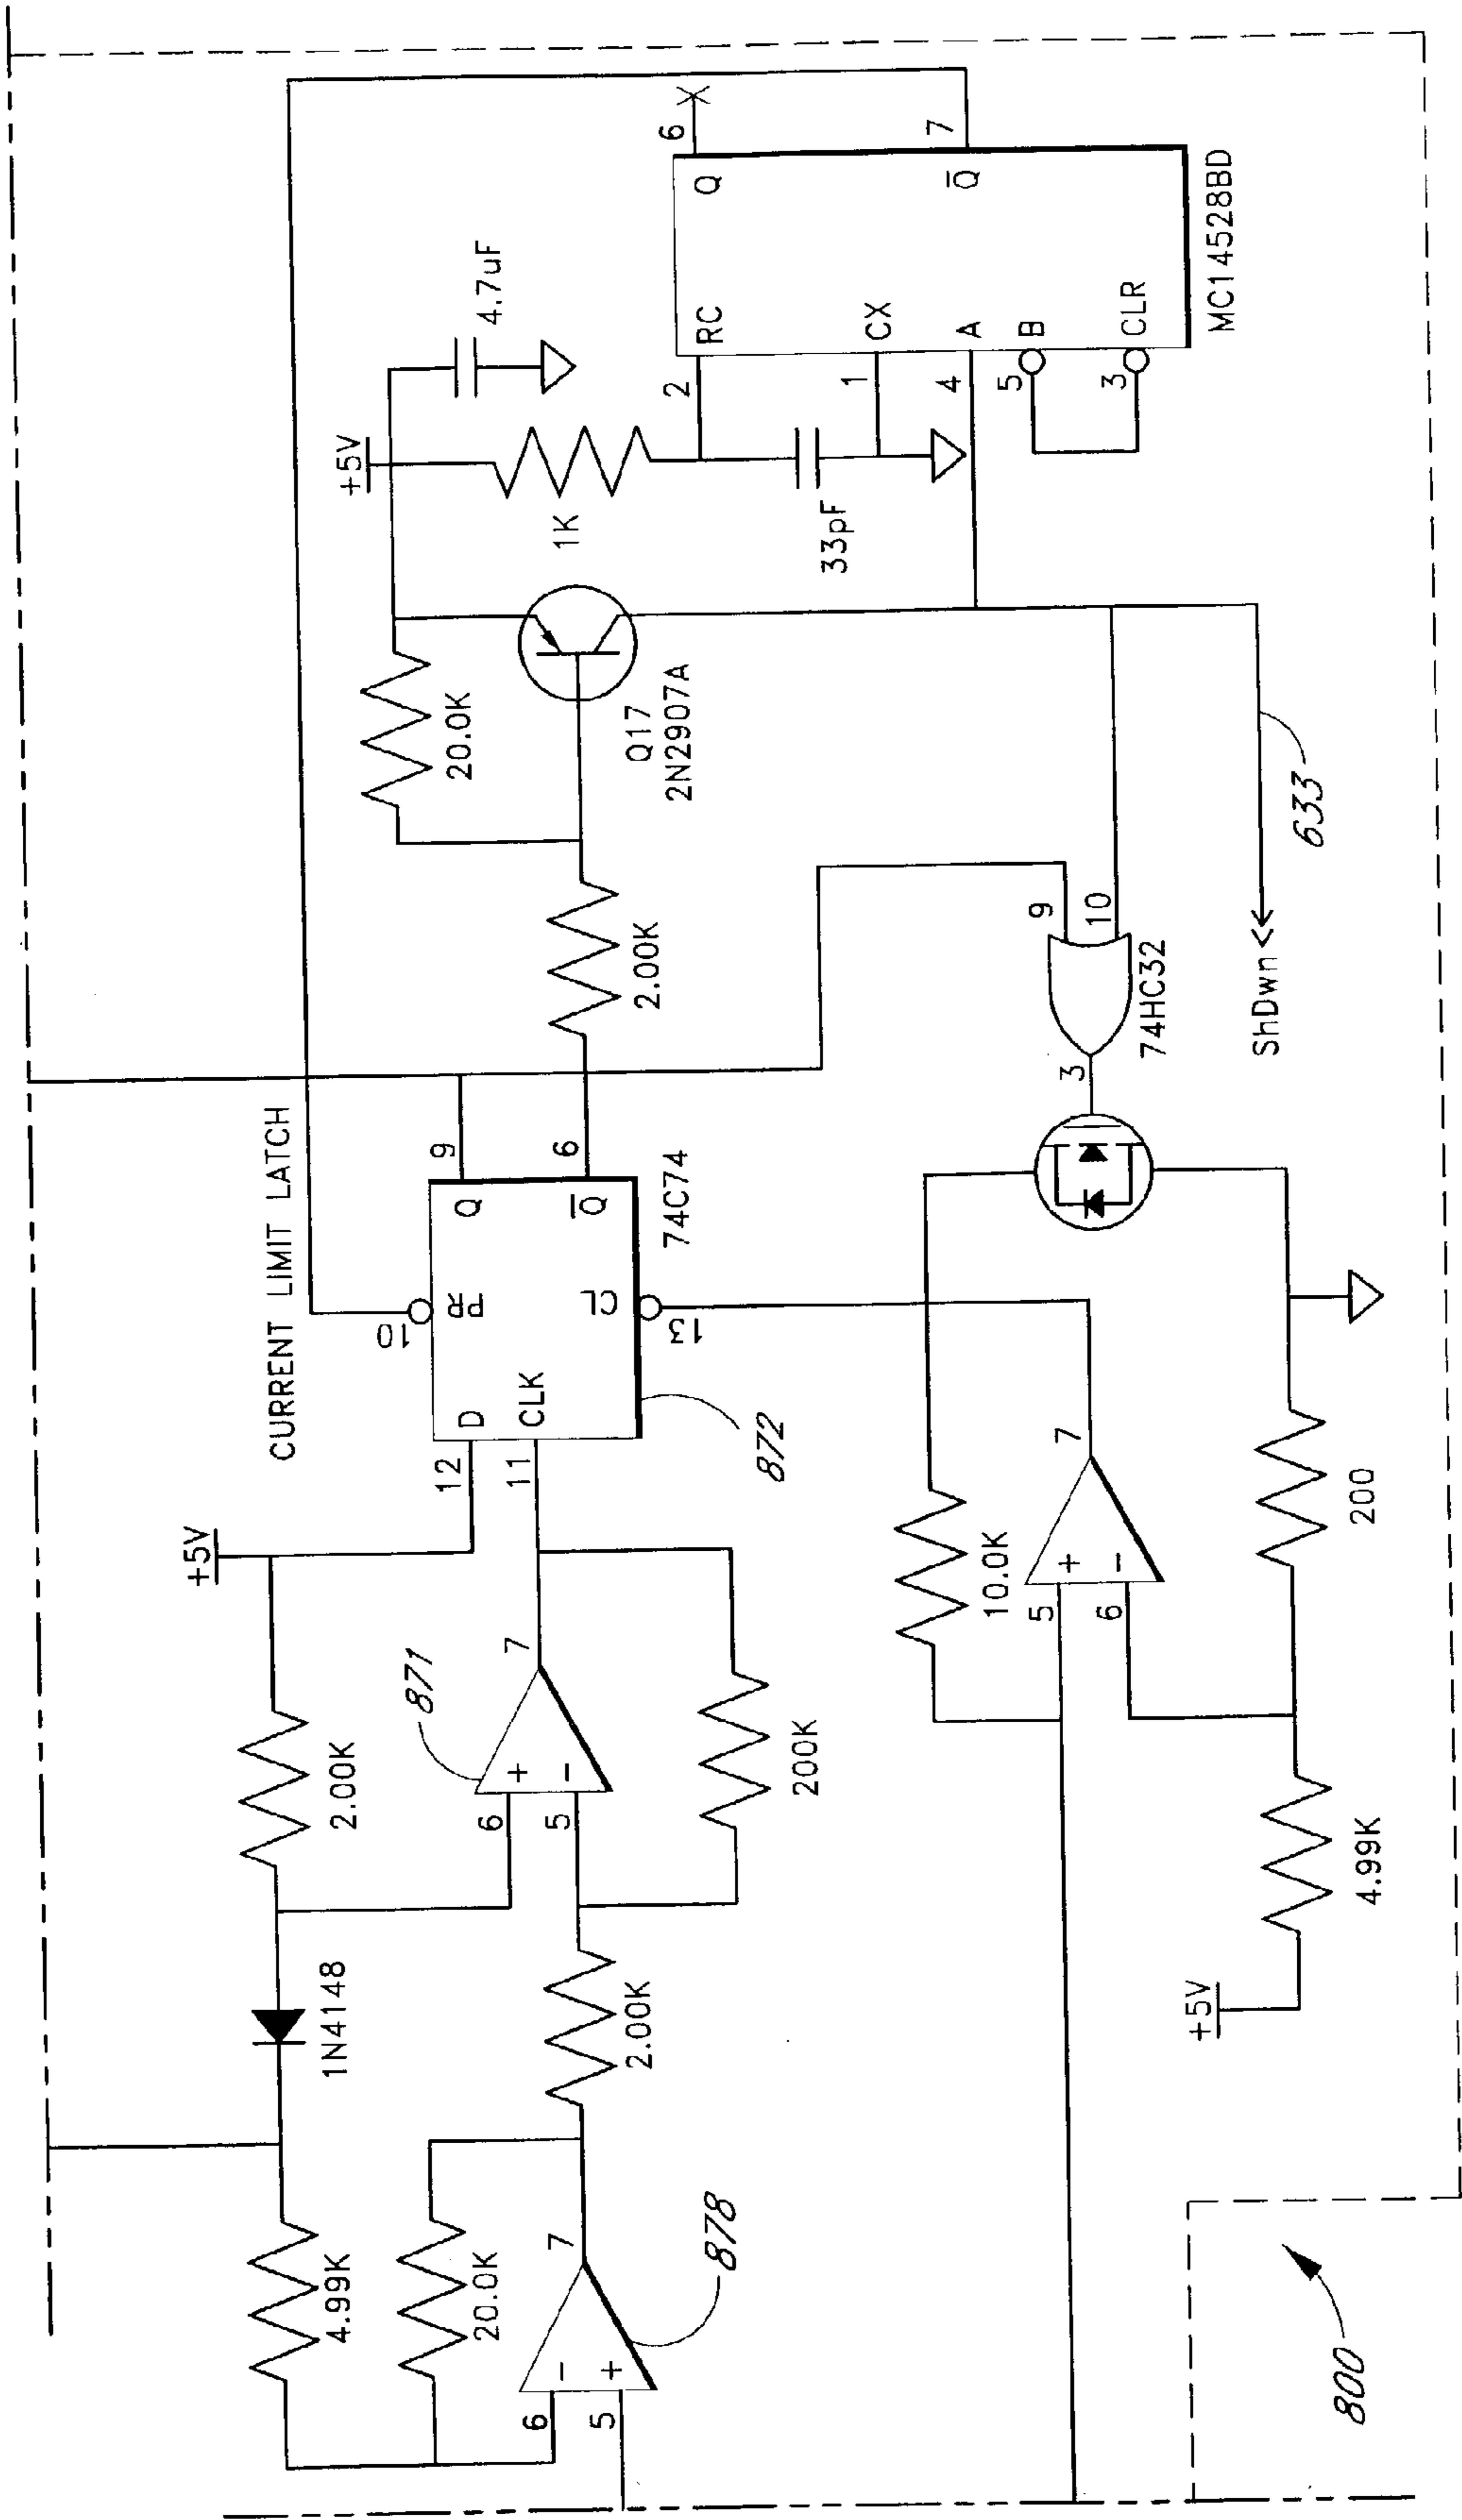 CURRENT LIMIT LATCH
+5V
+5V
4.7uF
2.00K
1N4148
4.99K
20.0K
878
6
5
-
+
7
2.00K
871
6
5
+
-
7
200K
12
11
D
CLK
10
PR
CL
13
Q
Q
9
6
74C74
872
2.00K
20.0K
Q17
2N2907A
1K
33pF
2
1
4
5
3
RC
CX
A
B
CLR
Q
Q
6
7
X
MC14528BD
9
10
3
74HC32
633
ShDwn <<
10.0K
5
6
+
-
7
200
4.99K
+5V
800